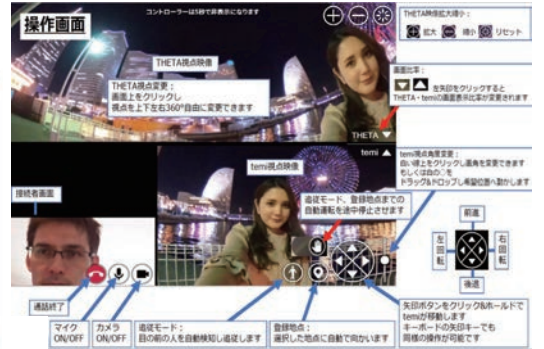 操作画面
コントローラーは5秒で非表示になります
THETA映像拡大縮小：
拡大
縮小
リセット
THETA視点映像
THETA視点変更：
画面上をクリックし
視点を上下左右360°自由に変更できます
画面比率：
左矢印をクリックすると
THETA・temiの画面表示比率が変更されます
THETA
temi
temi視点映像
temi視点角度変更：
白い線上をクリックし画角を変更できます
もしくは白の○を
ドラッグ&ドロップし希望位置へ動かします
接続者画面
追従モード、登録地点までの
自動運転を途中停止させます
前進
左回転
右回転
後退
通話終了
マイク
ON/OFF
カメラ
ON/OFF
追従モード：
目の前の人を自動検知し追従します
登録地点：
選択した地点に自動で向かいます
矢印ボタンをクリック&ホールドで
temiが移動します
キーボードの矢印キーでも
同様の操作が可能です